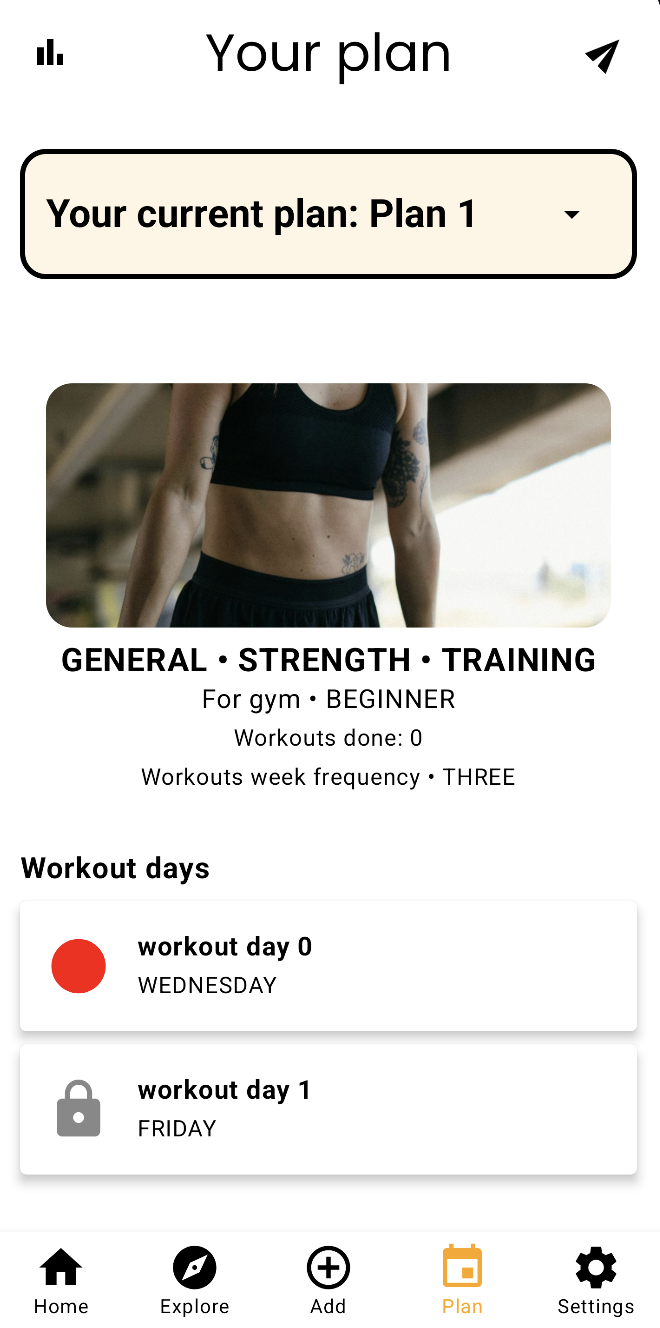 Your plan
Your current plan: Plan 1
GENERAL • STRENGTH • TRAINING
For gym • BEGINNER
Workouts done: 0
Workouts week frequency • THREE
Workout days
workout day 0
WEDNESDAY
workout day 1
FRIDAY
Home Explore Add Plan Settings